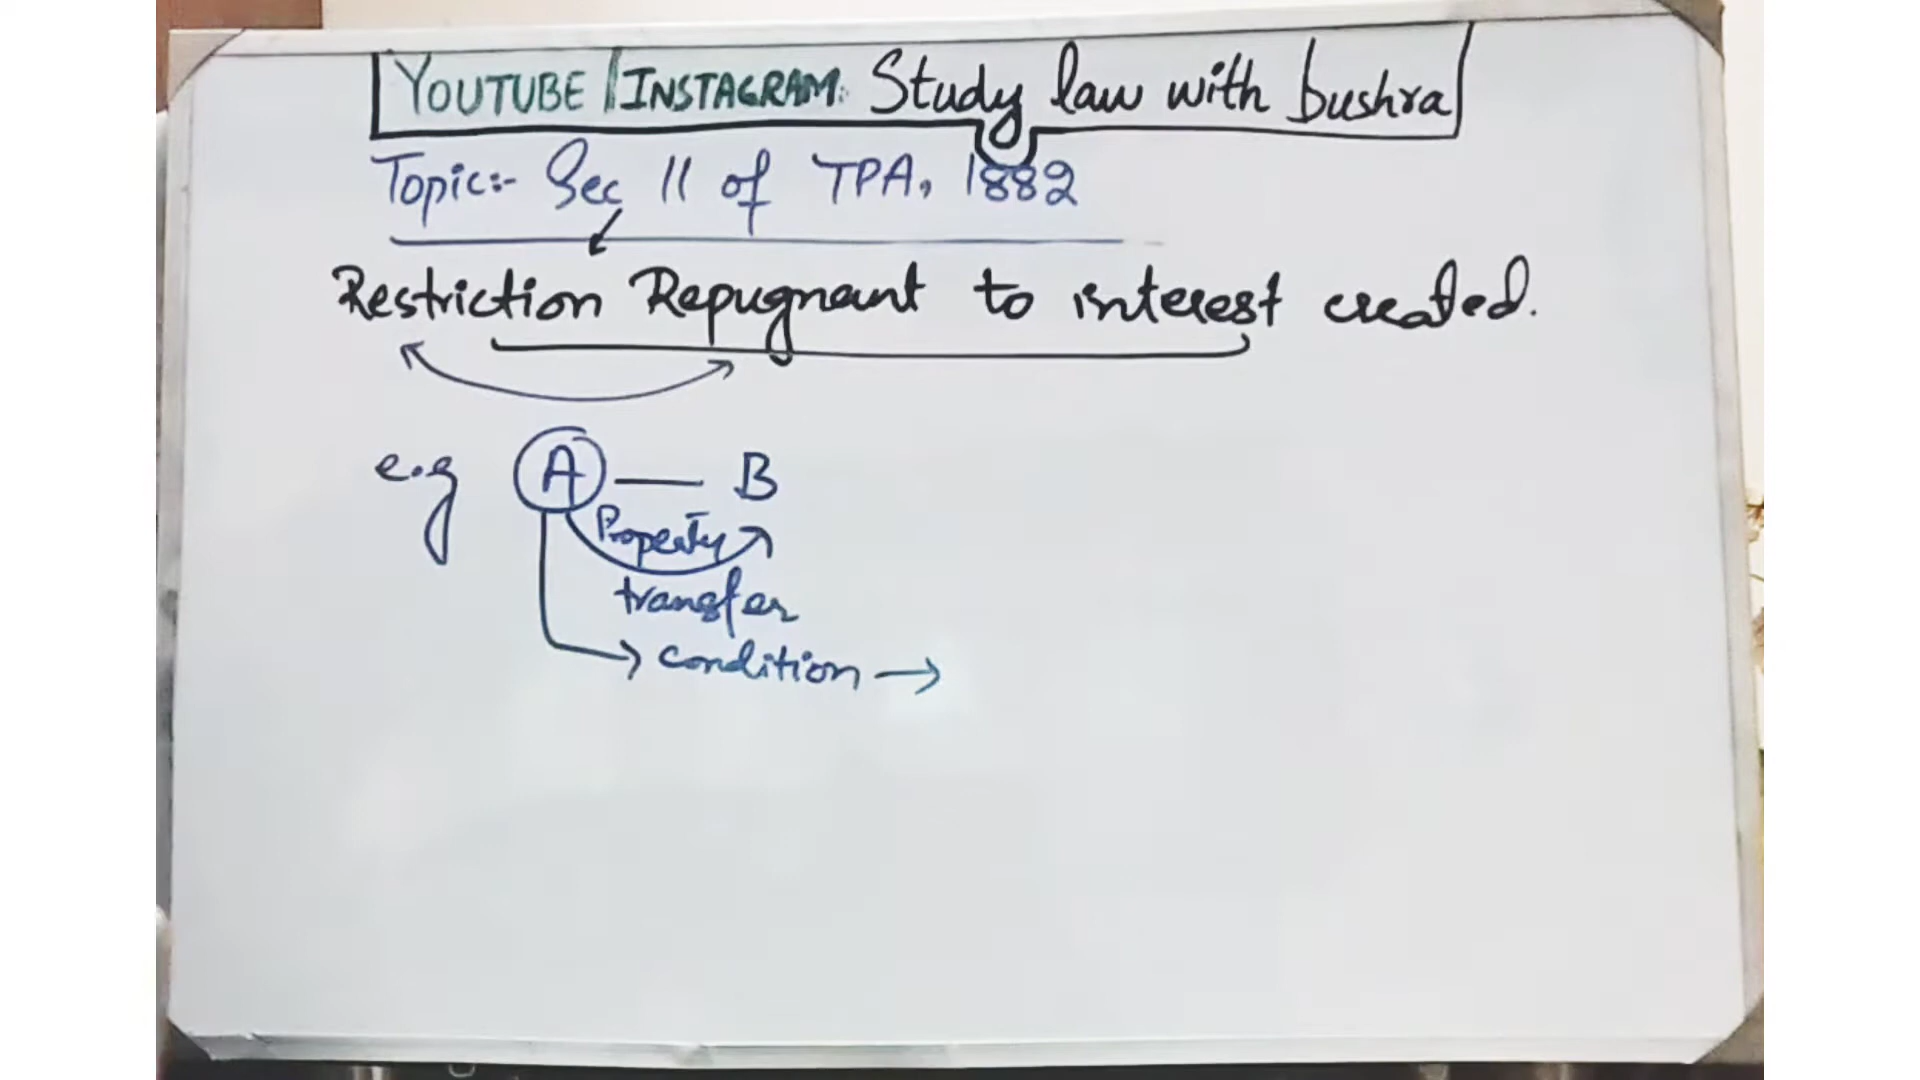 YOUTUBE/INSTAGRAM: Study law with bushra
Topic:- Sec 11 of TPA, 1882
Restriction Repugnant to interest created.
e.g A — B
Property
transfer
condition →